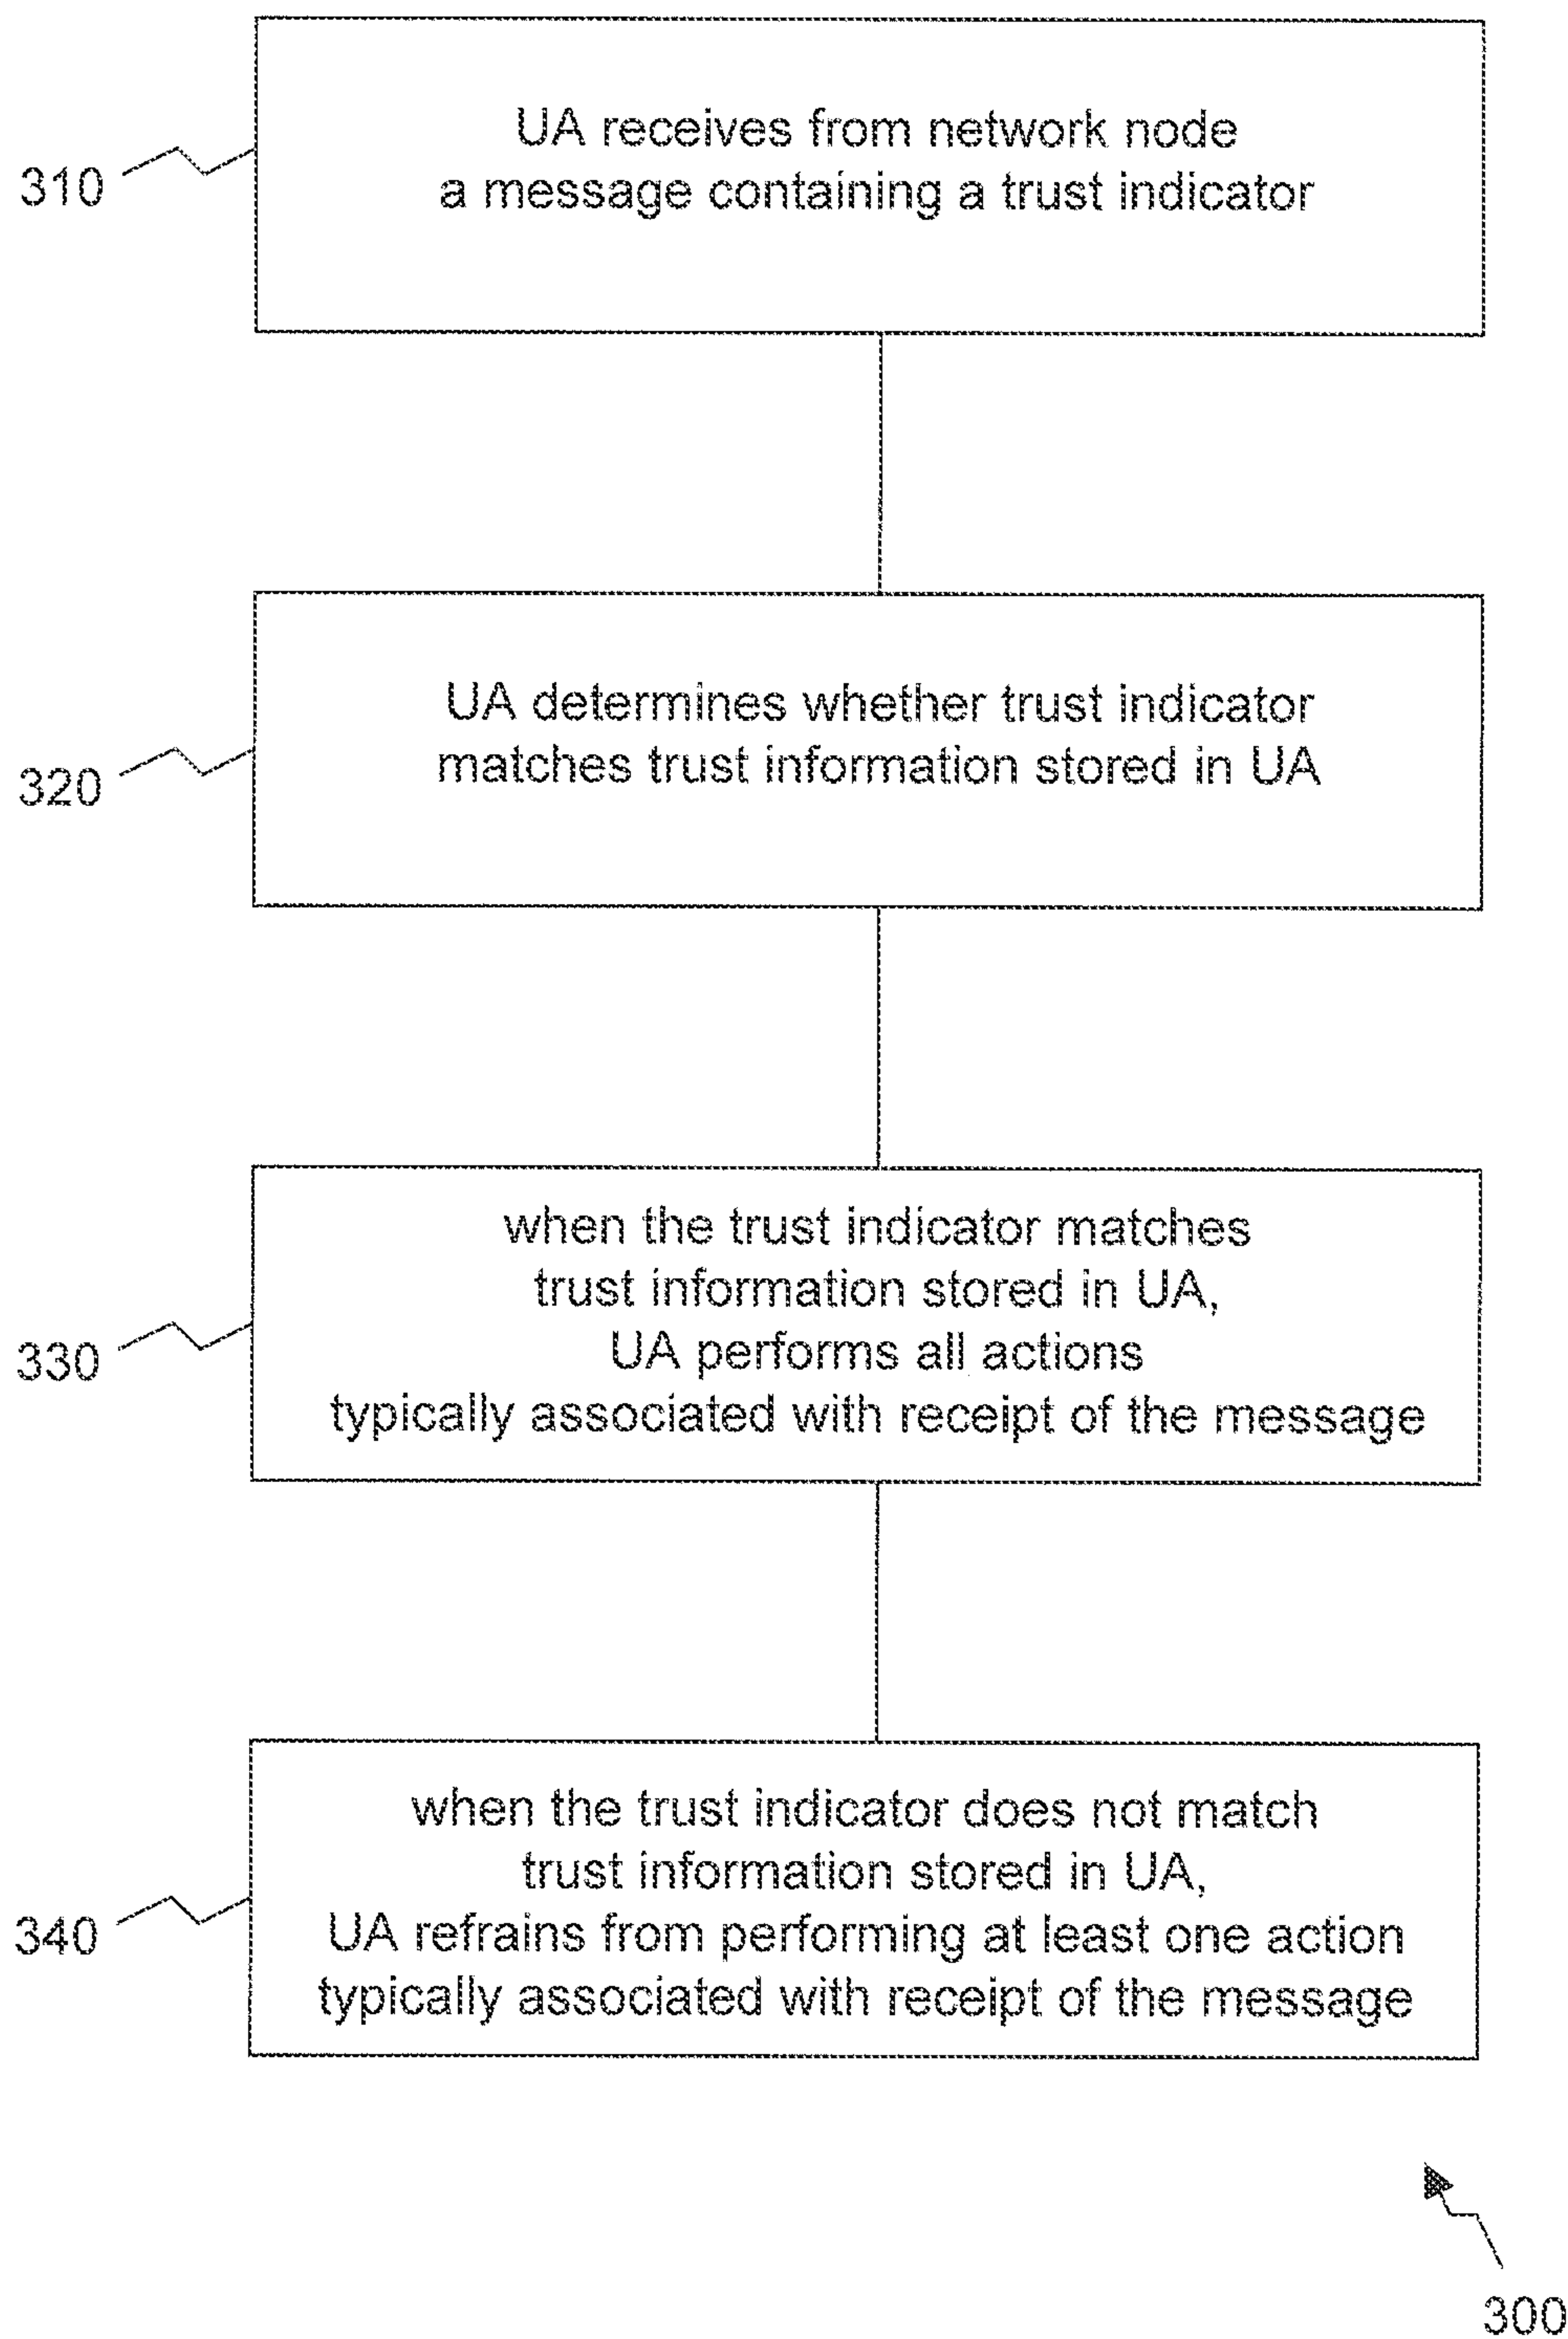 UA receives from network node
a message containing a trust indicator
310
UA determines whether trust indicator
matches trust information stored in UA
320
when the trust indicator matches
trust information stored in UA,
UA performs all actions
typically associated with receipt of the message
330
when the trust indicator does not match
trust information stored in UA,
UA refrains from performing at least one action
typically associated with receipt of the message
340
300